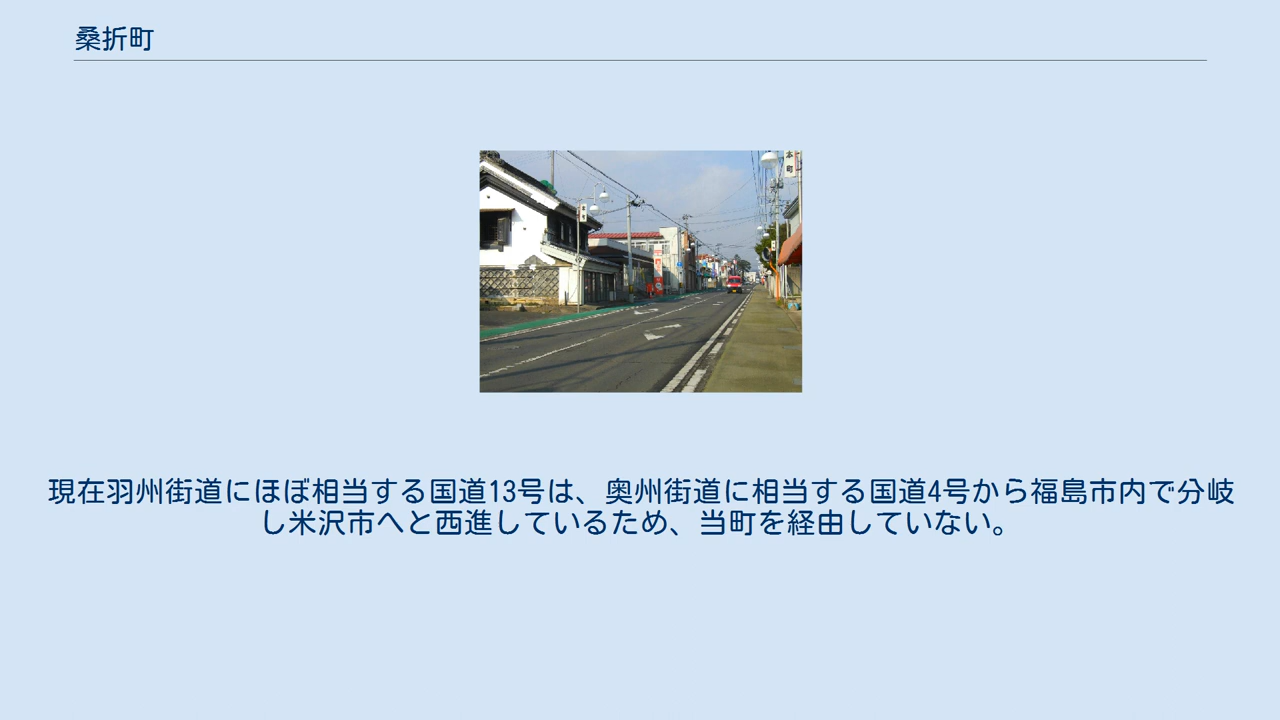 桑折町
本町
現在羽州街道にほぼ相当する国道13号は、奥州街道に相当する国道4号から福島市内で分岐
し米沢市へと西進しているため、当町を経由していない。